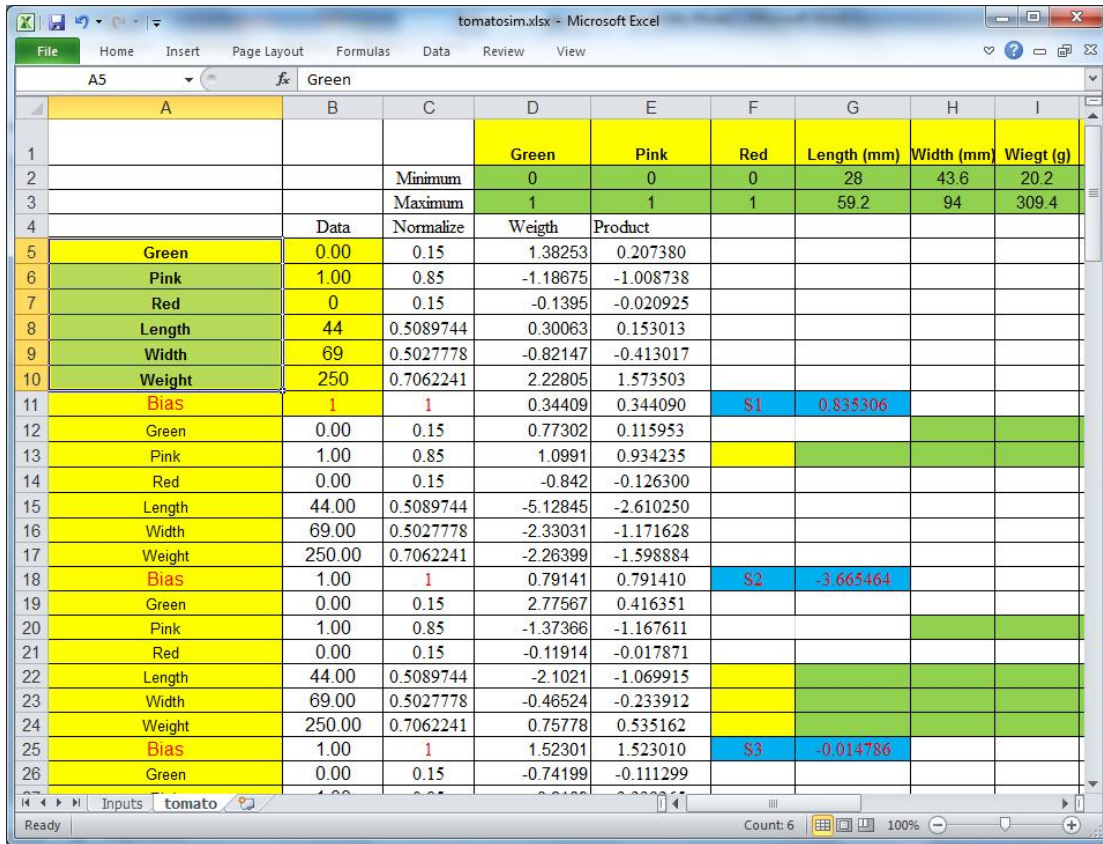 tomatosim.xlsx - Microsoft Excel
File Home Insert Page Layout Formulas Data Review View
A5 fx Green
A B C D E F G H I
1 Green Pink Red Length (mm) Width (mm) Wiegt (g)
2 Minimum 0 0 0 28 43.6 20.2
3 Maximum 1 1 1 59.2 94 309.4
4 Data Normalize Weigth Product
5 Green 0.00 0.15 1.38253 0.207380
6 Pink 1.00 0.85 -1.18675 -1.008738
7 Red 0 0.15 -0.1395 -0.020925
8 Length 44 0.5089744 0.30063 0.153013
9 Width 69 0.5027778 -0.82147 -0.413017
10 Weight 250 0.7062241 2.22805 1.573503
11 Bias 1 1 0.34409 0.344090 S1 0.835306
12 Green 0.00 0.15 0.77302 0.115953
13 Pink 1.00 0.85 1.0991 0.934235
14 Red 0.00 0.15 -0.842 -0.126300
15 Length 44.00 0.5089744 -5.12845 -2.610250
16 Width 69.00 0.5027778 -2.33031 -1.171628
17 Weight 250.00 0.7062241 -2.26399 -1.598884
18 Bias 1.00 1 0.79141 0.791410 S2 -3.665464
19 Green 0.00 0.15 2.77567 0.416351
20 Pink 1.00 0.85 -1.37366 -1.167611
21 Red 0.00 0.15 -0.11914 -0.017871
22 Length 44.00 0.5089744 -2.1021 -1.069915
23 Width 69.00 0.5027778 -0.46524 -0.233912
24 Weight 250.00 0.7062241 0.75778 0.535162
25 Bias 1.00 1 1.52301 1.523010 S3 -0.014786
26 Green 0.00 0.15 -0.74199 -0.111299
Inputs tomato
Ready Count: 6 100%